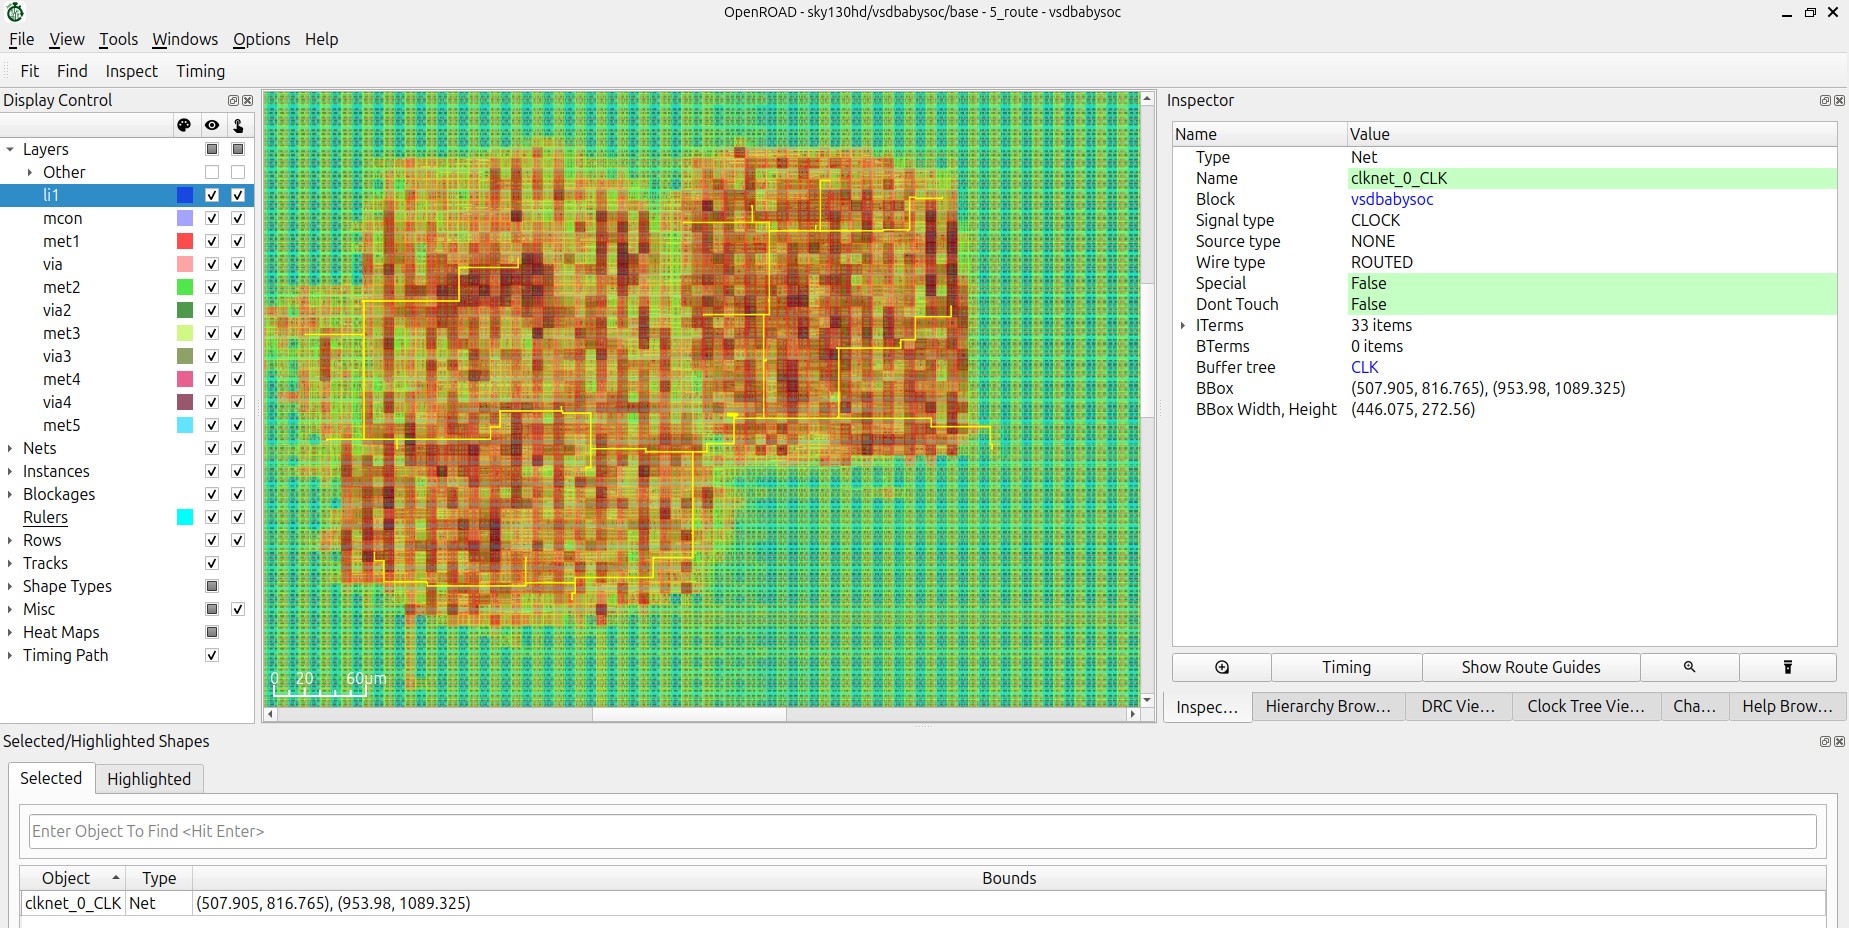 OpenROAD - sky130hd/vsdbabysoc/base - 5_route - vsdbabysoc
File View Tools Windows Options Help
Fit Find Inspect Timing
Display Control
Layers
Other
li1
mcon
met1
via
met2
via2
met3
via3
met4
via4
met5
Nets
Instances
Blockages
Rulers
Rows
Tracks
Shape Types
Misc
Heat Maps
Timing Path
0 20 60μm
Inspector
Name Value
Type Net
Name clknet_0_CLK
Block vsdbabysoc
Signal type CLOCK
Source type NONE
Wire type ROUTED
Special False
Dont Touch False
ITerms 33 items
BTerms 0 items
Buffer tree CLK
BBox (507.905, 816.765), (953.98, 1089.325)
BBox Width, Height (446.075, 272.56)
Timing Show Route Guides
Inspec... Hierarchy Brow... DRC Vie... Clock Tree Vie... Cha... Help Brow...
Selected/Highlighted Shapes
Selected Highlighted
Enter Object To Find <Hit Enter>
Object Type Bounds
clknet_0_CLK Net (507.905, 816.765), (953.98, 1089.325)